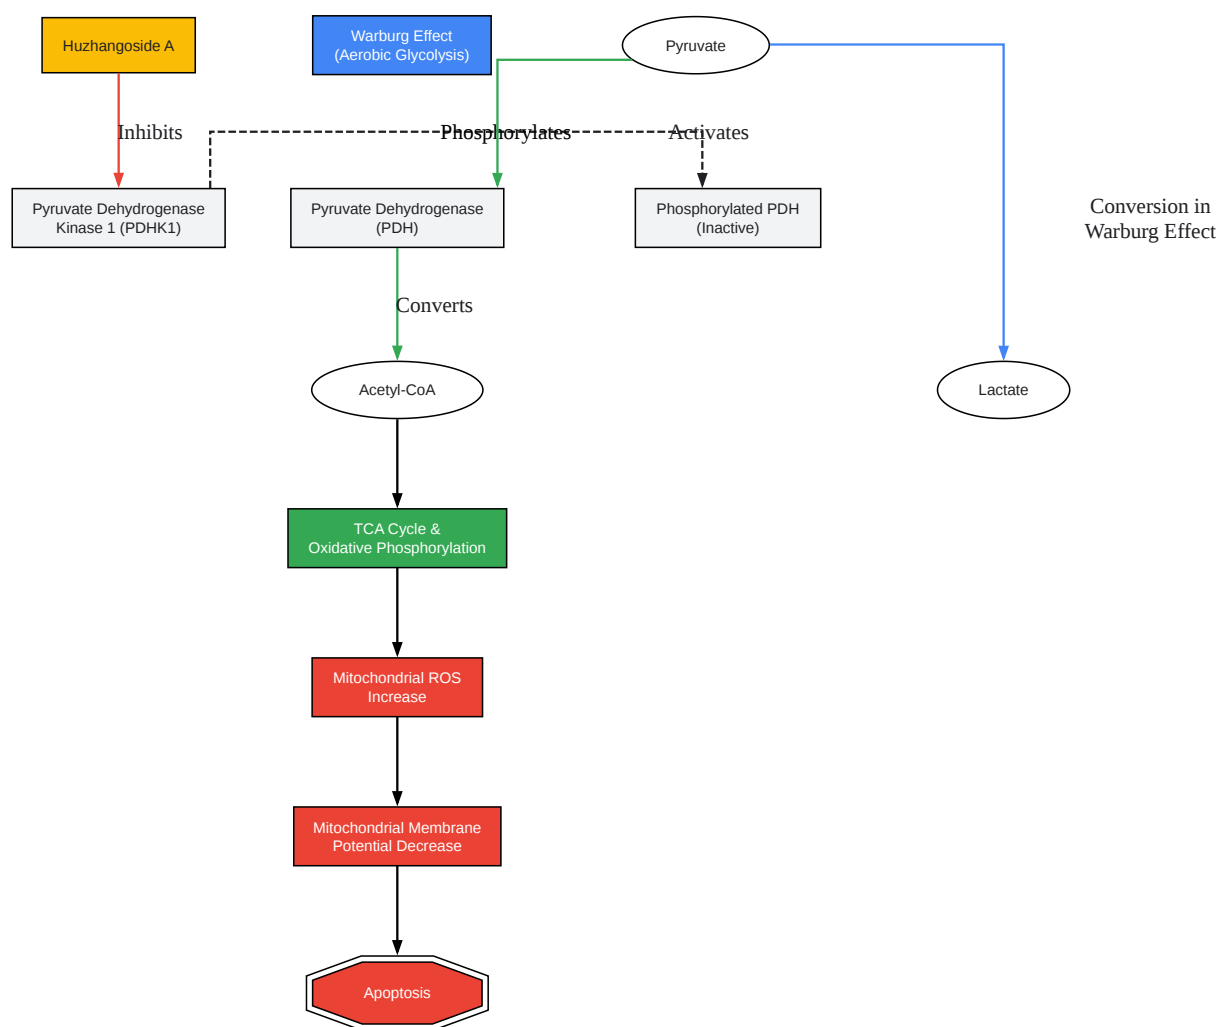 Huzhangoside A
Warburg Effect
(Aerobic Glycolysis)
Pyruvate
Inhibits
Phosphorylates
Activates
Pyruvate Dehydrogenase
Kinase 1 (PDHK1)
Pyruvate Dehydrogenase
(PDH)
Phosphorylated PDH
(Inactive)
Conversion in
Warburg Effect
Converts
Acetyl-CoA
Lactate
TCA Cycle &
Oxidative Phosphorylation
Mitochondrial ROS
Increase
Mitochondrial Membrane
Potential Decrease
Apoptosis